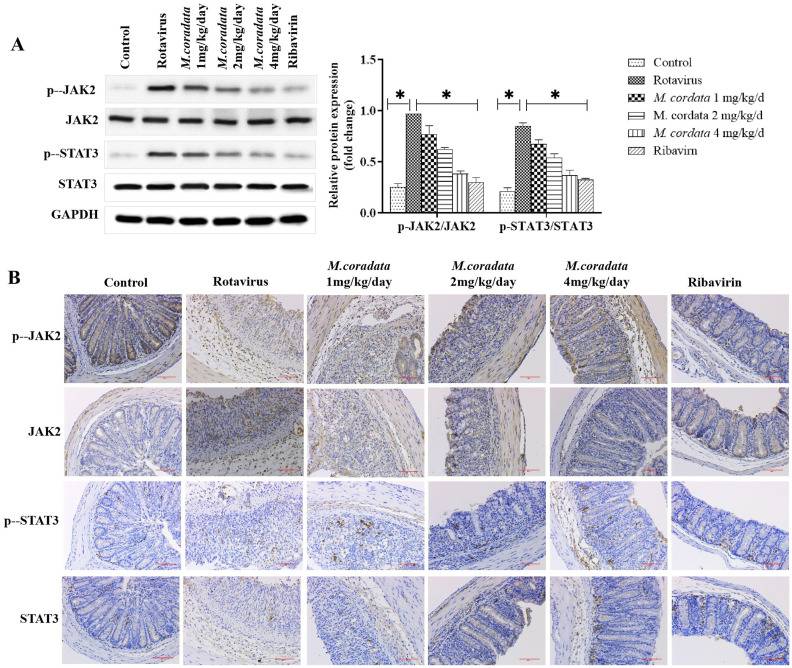 A
Control
Rotavirus
M.coradata
1mg/kg/day
M.coradata
2mg/kg/day
M.coradata
4mg/kg/day
Ribavirin
p--JAK2
JAK2
p--STAT3
STAT3
GAPDH
Relative protein expression
(fold change)
1.5
1.0
0.5
0.0
* * * *
p-JAK2/JAK2
p-STAT3/STAT3
Control
Rotavirus
M. cordata 1 mg/kg/d
M. cordata 2 mg/kg/d
M. cordata 4 mg/kg/d
Ribavirn
B
Control
Rotavirus
M.coradata
1mg/kg/day
M.coradata
2mg/kg/day
M.coradata
4mg/kg/day
Ribavirin
p--JAK2
JAK2
p--STAT3
STAT3